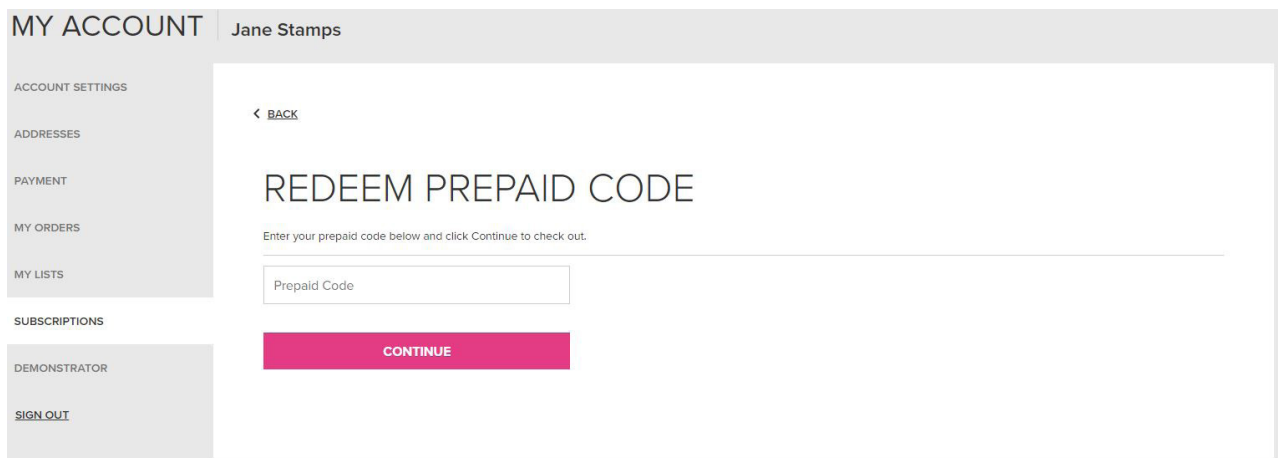 MY ACCOUNT Jane Stamps
ACCOUNT SETTINGS
ADDRESSES
PAYMENT
MY ORDERS
MY LISTS
SUBSCRIPTIONS
DEMONSTRATOR
SIGN OUT
BACK
REDEEM PREPAID CODE
Enter your prepaid code below and click Continue to check out.
Prepaid Code
CONTINUE